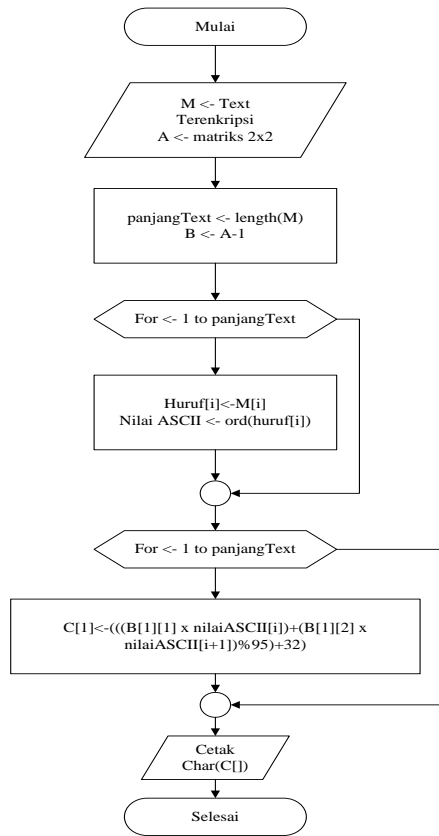 Mulai
M <- Text
Terenkripsi
A <- matriks 2x2
panjangText <- length(M)
B <- A-1
For <- 1 to panjangText
Huruf[i]<-M[i]
Nilai ASCII <- ord(huruf[i])
For <- 1 to panjangText
C[1]<-(((B[1][1] x nilaiASCII[i])+(B[1][2] x
nilaiASCII[i+1])%95)+32)
Cetak
Char(C[])
Selesai